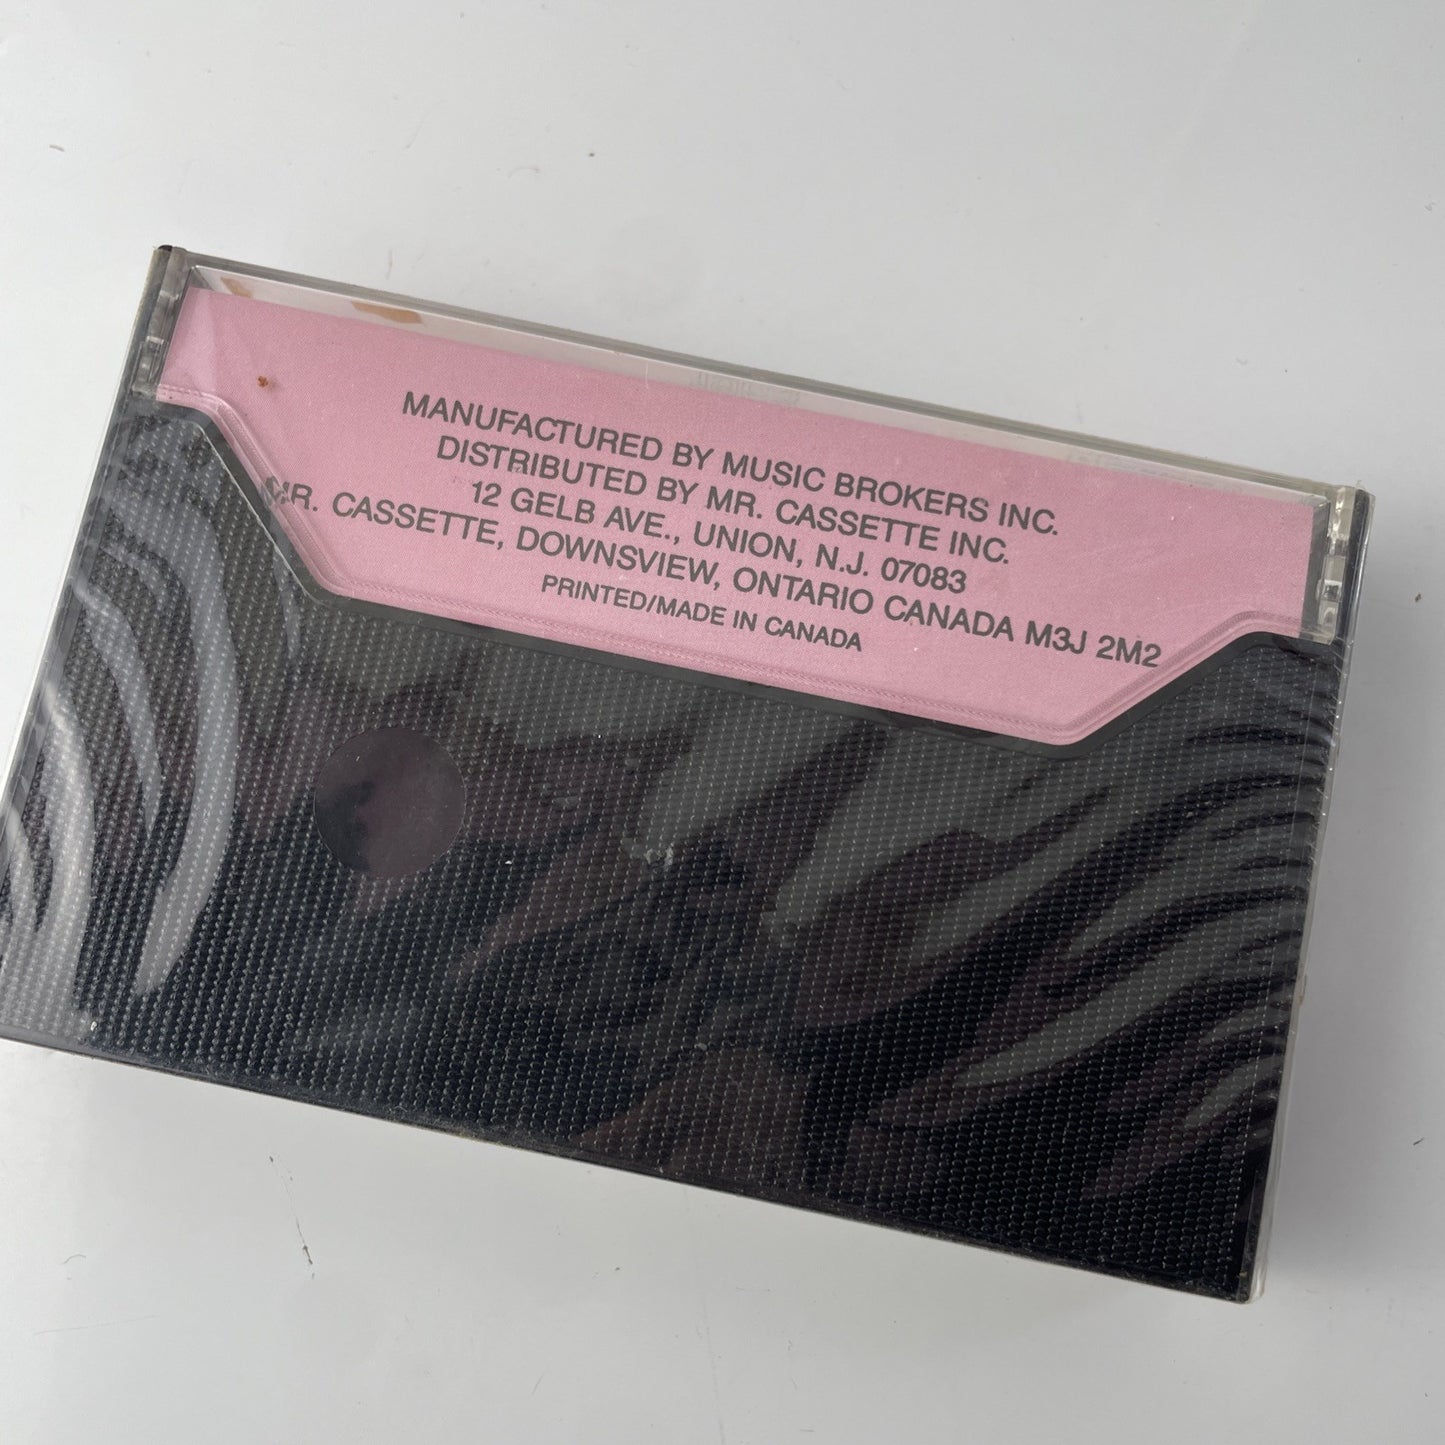 MANUFACTURED BY MUSIC BROKERS INC.
DISTRIBUTED BY MR. CASSETTE INC.
12 GELB AVE., UNION, N.J. 07083
MR. CASSETTE, DOWNSVIEW, ONTARIO CANADA M3J 2M2
PRINTED/MADE IN CANADA